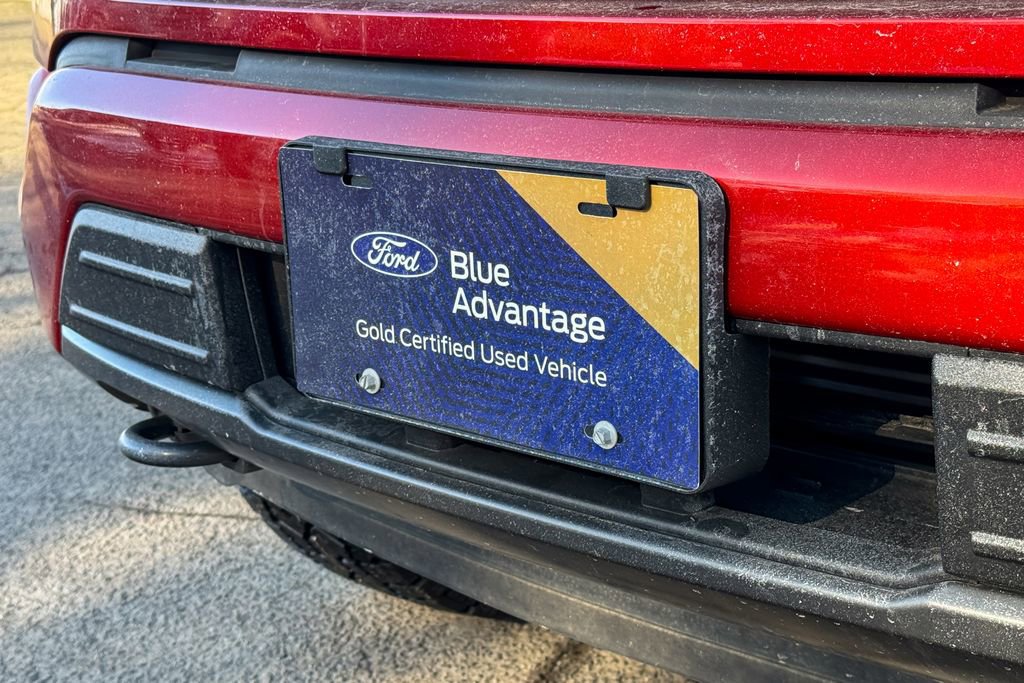 Ford
Blue
Advantage
Gold Certified Used Vehicle